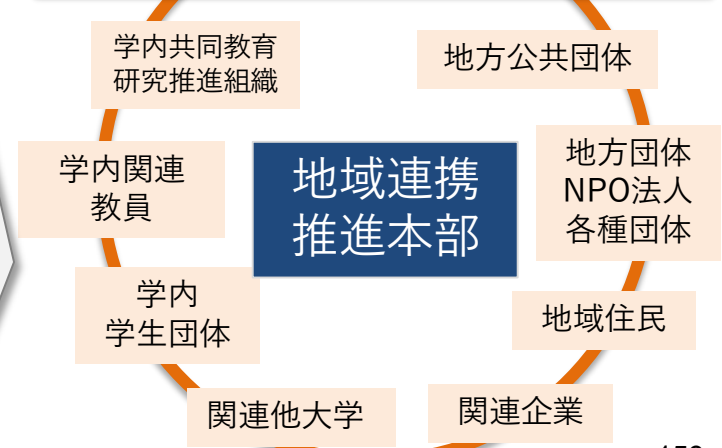 学内共同教育
研究推進組織
地方公共団体
学内関連
教員
地域連携
推進本部
地方団体
NPO法人
各種団体
学内
学生団体
地域住民
関連他大学
関連企業